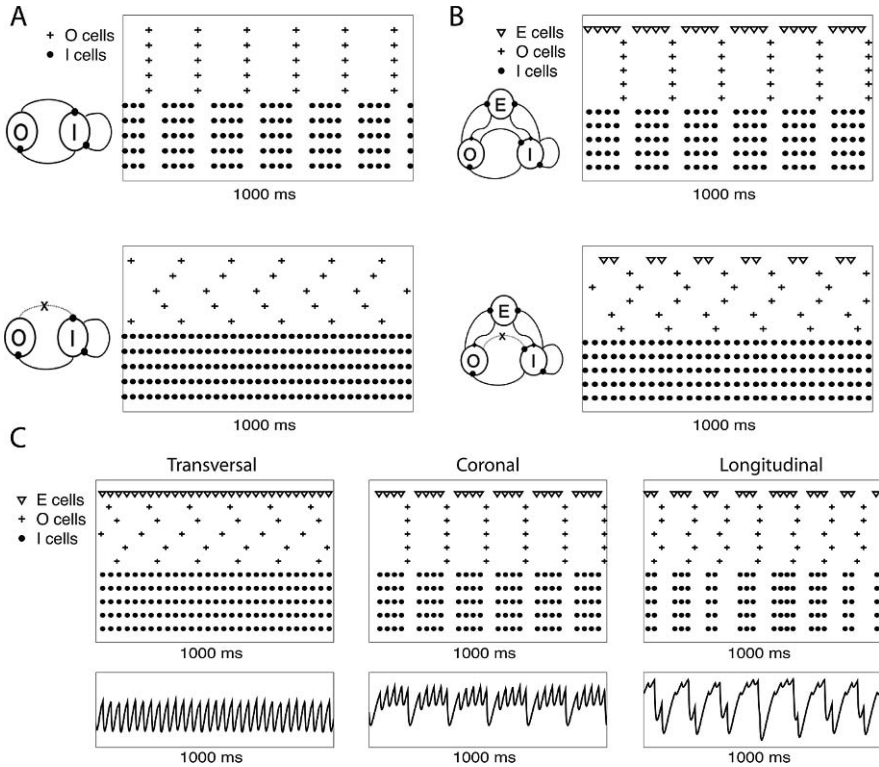 A
+ O cells
• I cells
O I
1000 ms
x
O I
1000 ms
B
▽ E cells
+ O cells
• I cells
E
O I
1000 ms
E
x
O I
1000 ms
C
Transversal Coronal Longitudinal
▽ E cells
+ O cells
• I cells
1000 ms 1000 ms 1000 ms
1000 ms 1000 ms 1000 ms